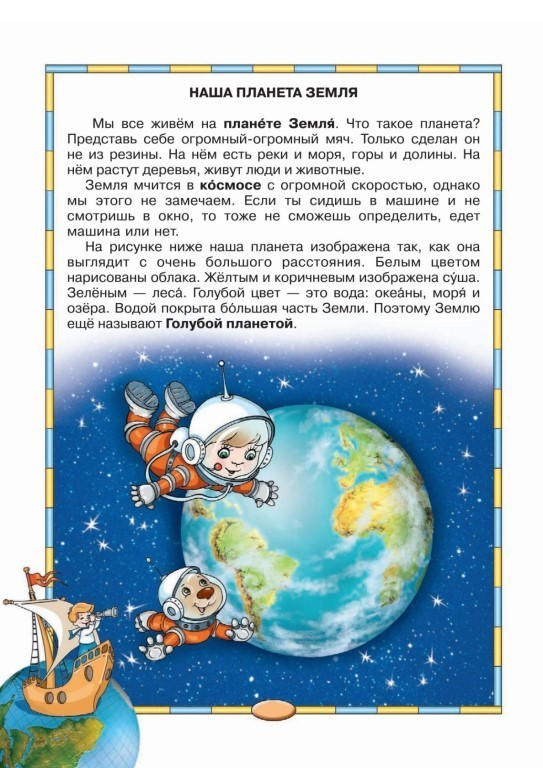 НАША ПЛАНЕТА ЗЕМЛЯ
Мы все живём на плане́те Земля́. Что такое планета?
Представь себе огромный-огромный мяч. Только сделан он
не из резины. На нём есть реки и моря, горы и долины. На
нём растут деревья, живут люди и животные.
Земля мчится в ко́смосе с огромной скоростью, однако
мы этого не замечаем. Если ты сидишь в машине и не
смотришь в окно, то тоже не сможешь определить, едет
машина или нет.
На рисунке ниже наша планета изображена так, как она
выглядит с очень большого расстояния. Белым цветом
нарисованы облака. Жёлтым и коричневым изображена су́ша.
Зелёным — леса́. Голубой цвет — это вода: океа́ны, моря́ и
озёра. Водой покрыта бо́льшая часть Земли. Поэтому Землю
ещё называют Голубой планетой.